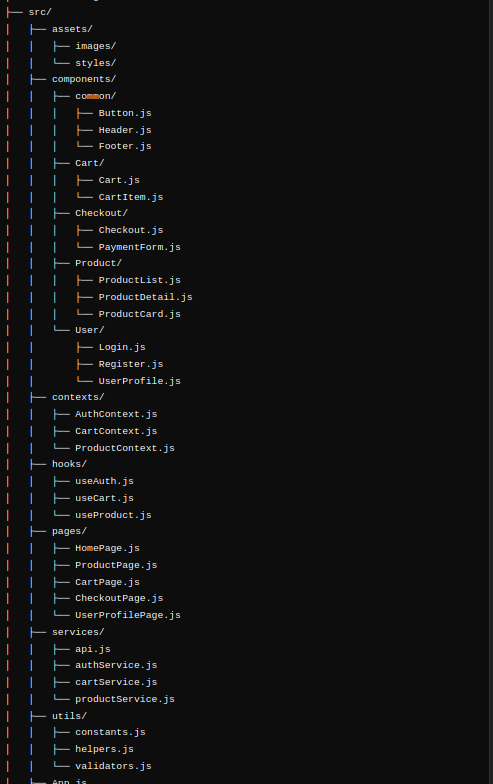 ├── src/
│   ├── assets/
│   │   ├── images/
│   │   └── styles/
│   ├── components/
│   │   ├── common/
│   │   │   ├── Button.js
│   │   │   ├── Header.js
│   │   │   └── Footer.js
│   │   ├── Cart/
│   │   │   ├── Cart.js
│   │   │   └── CartItem.js
│   │   ├── Checkout/
│   │   │   ├── Checkout.js
│   │   │   └── PaymentForm.js
│   │   ├── Product/
│   │   │   ├── ProductList.js
│   │   │   ├── ProductDetail.js
│   │   │   └── ProductCard.js
│   │   └── User/
│   │       ├── Login.js
│   │       ├── Register.js
│   │       └── UserProfile.js
│   ├── contexts/
│   │   ├── AuthContext.js
│   │   ├── CartContext.js
│   │   └── ProductContext.js
│   ├── hooks/
│   │   ├── useAuth.js
│   │   ├── useCart.js
│   │   └── useProduct.js
│   ├── pages/
│   │   ├── HomePage.js
│   │   ├── ProductPage.js
│   │   ├── CartPage.js
│   │   ├── CheckoutPage.js
│   │   └── UserProfilePage.js
│   ├── services/
│   │   ├── api.js
│   │   ├── authService.js
│   │   ├── cartService.js
│   │   └── productService.js
│   ├── utils/
│   │   ├── constants.js
│   │   ├── helpers.js
│   │   └── validators.js
│   ├── App.js